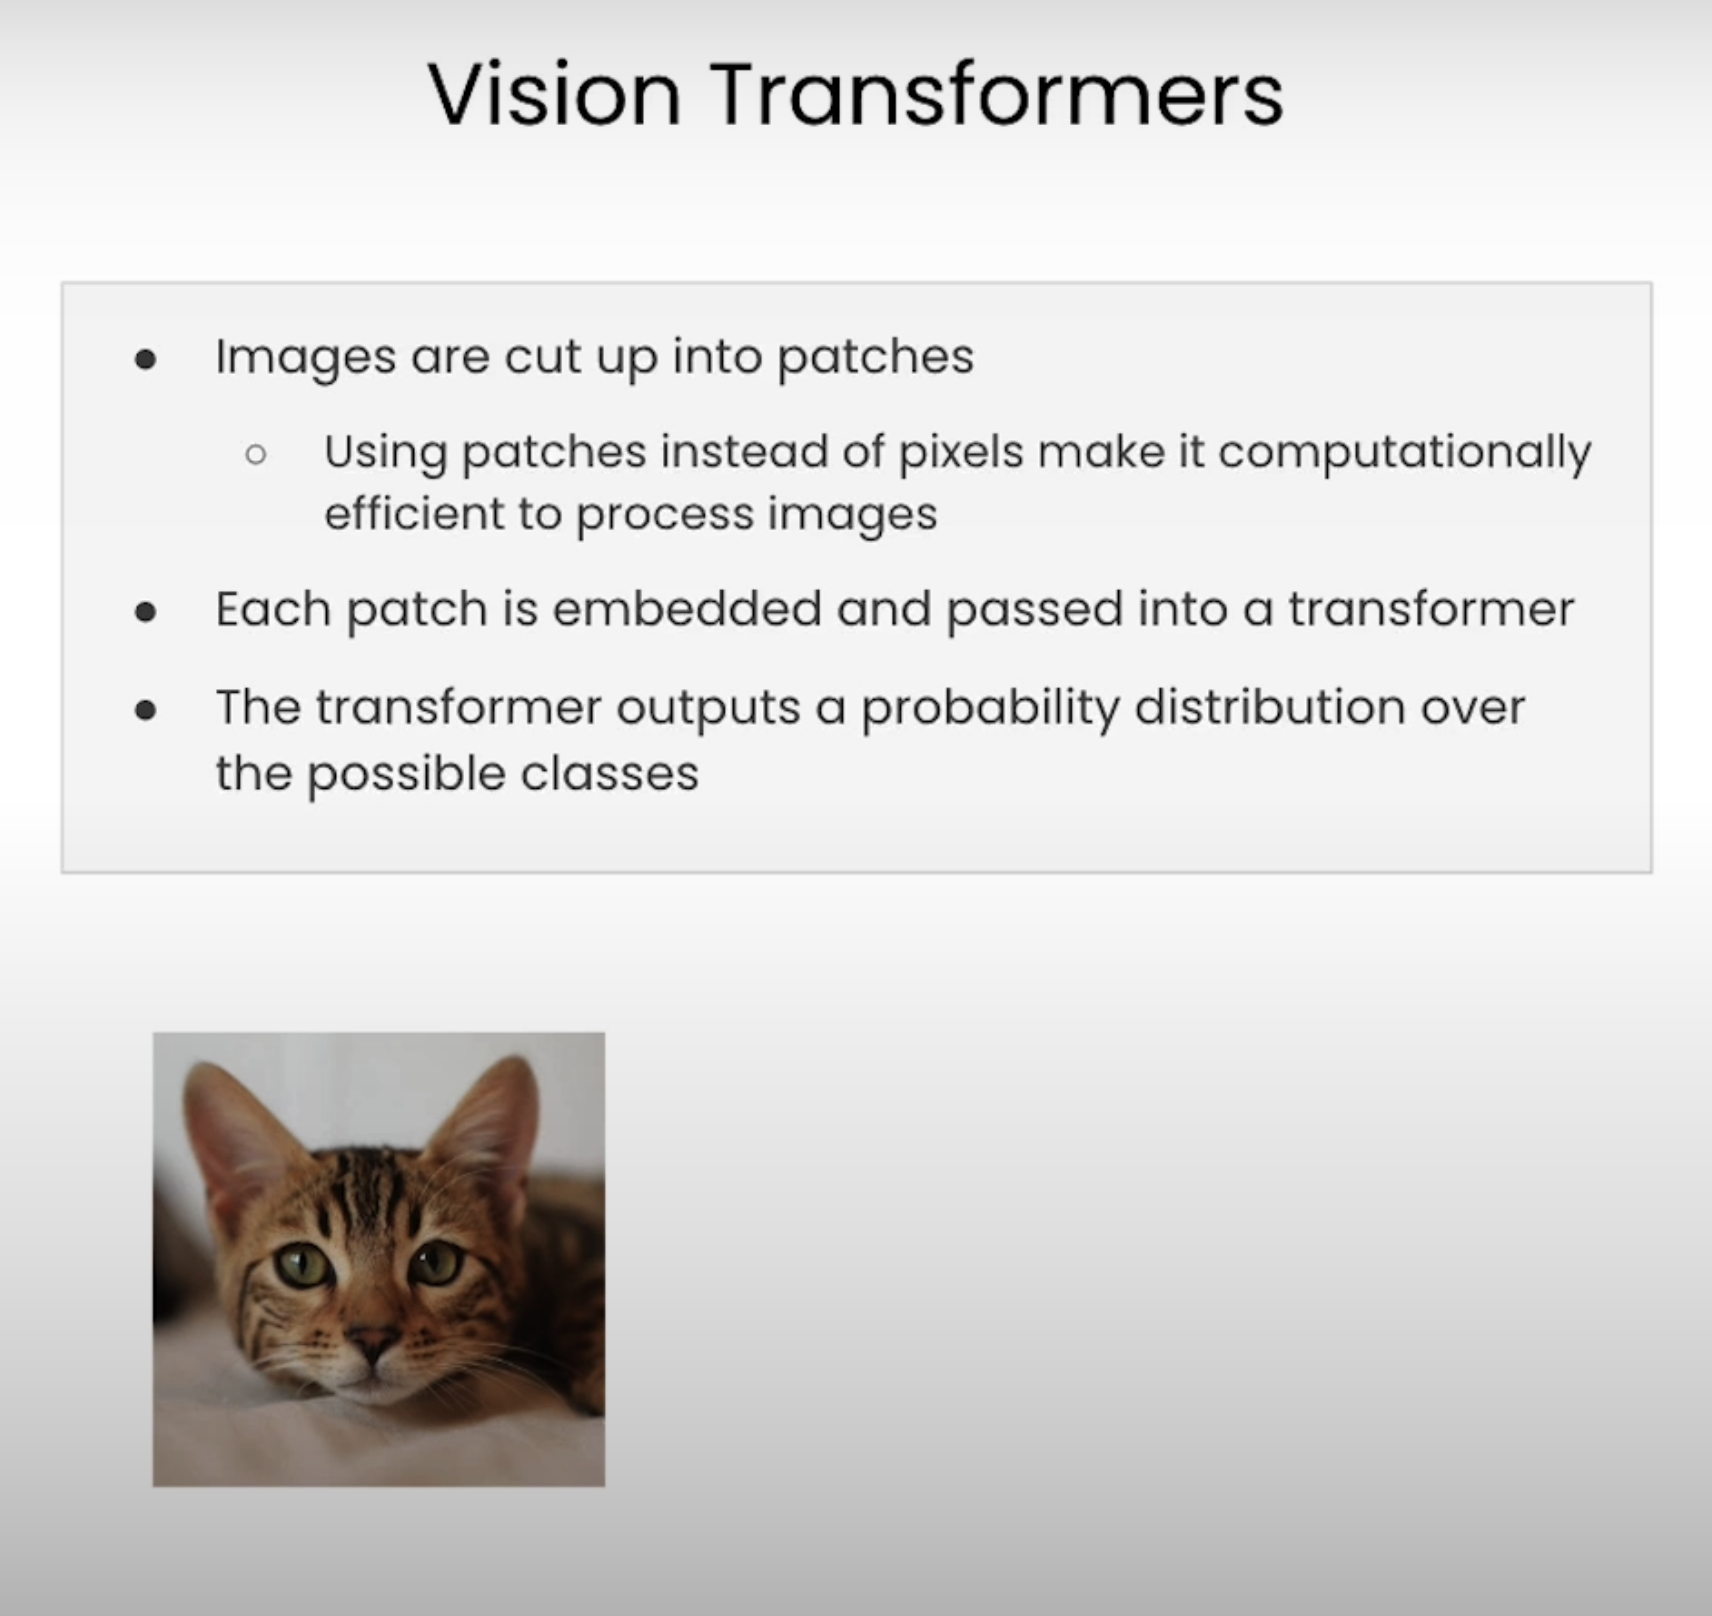 Vision Transformers
● Images are cut up into patches
○ Using patches instead of pixels make it computationally
efficient to process images
● Each patch is embedded and passed into a transformer
● The transformer outputs a probability distribution over
the possible classes